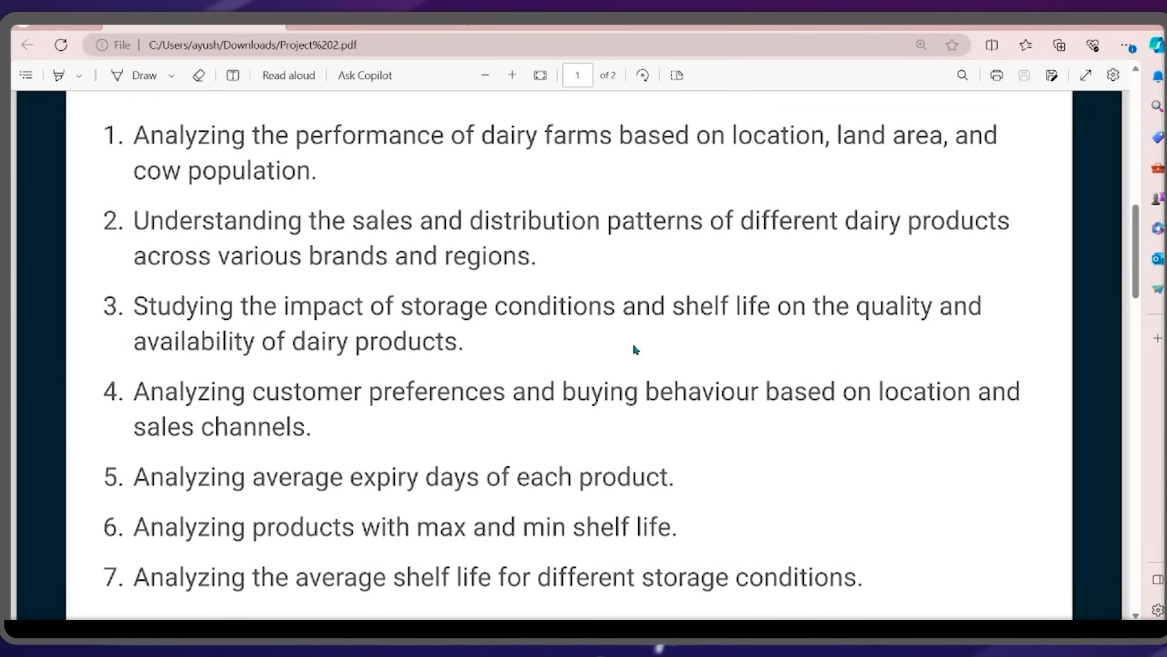 File
C:/Users/ayush/Downloads/Project%202.pdf
Draw
Read aloud
Ask Copilot
1
of 2
1. Analyzing the performance of dairy farms based on location, land area, and
cow population.
2. Understanding the sales and distribution patterns of different dairy products
across various brands and regions.
3. Studying the impact of storage conditions and shelf life on the quality and
availability of dairy products.
4. Analyzing customer preferences and buying behaviour based on location and
sales channels.
5. Analyzing average expiry days of each product.
6. Analyzing products with max and min shelf life.
7. Analyzing the average shelf life for different storage conditions.